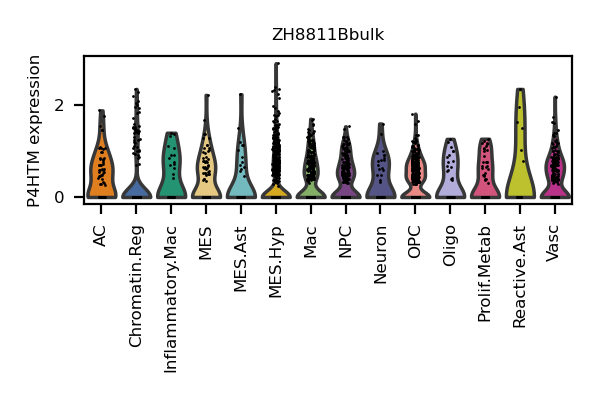 ZH8811Bbulk
P4HTM expression
2
0
AC
Chromatin.Reg
Inflammatory.Mac
MES
MES.Ast
MES.Hyp
Mac
NPC
Neuron
OPC
Oligo
Prolif.Metab
Reactive.Ast
Vasc